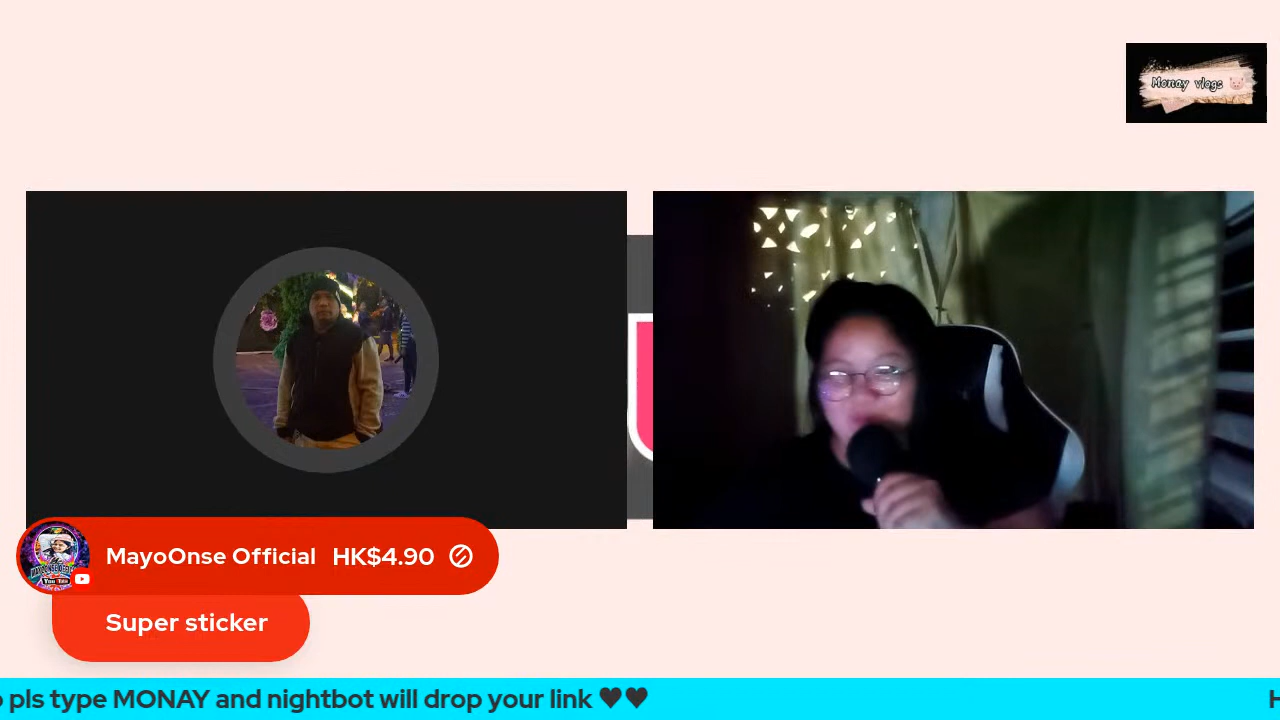 Monay vlogs
MayoOnse Official HK$4.90
Super sticker
pls type MONAY and nightbot will drop your link ♥♥